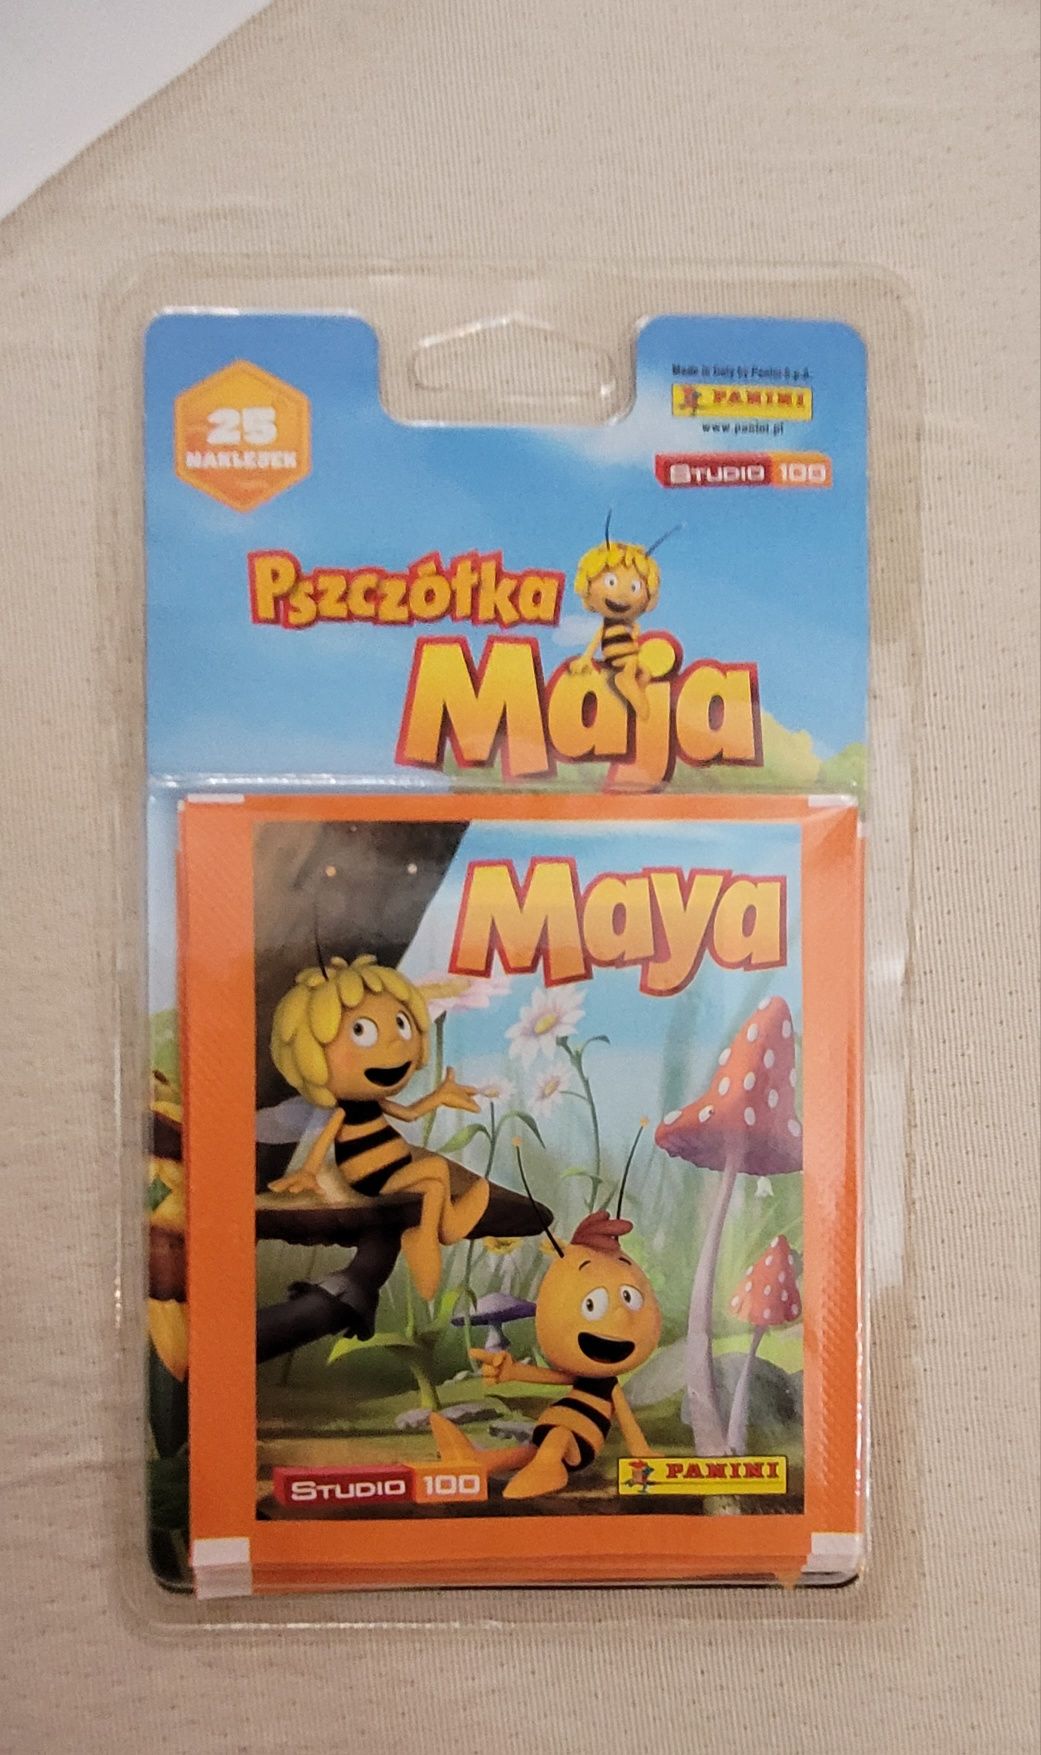 25
NAKLEJEK
Made in Italy by Panini S.p.A.
PANINI
www.panini.pl
STUDIO 100
Pszczółka
Maja
Maya
STUDIO 100
PANINI